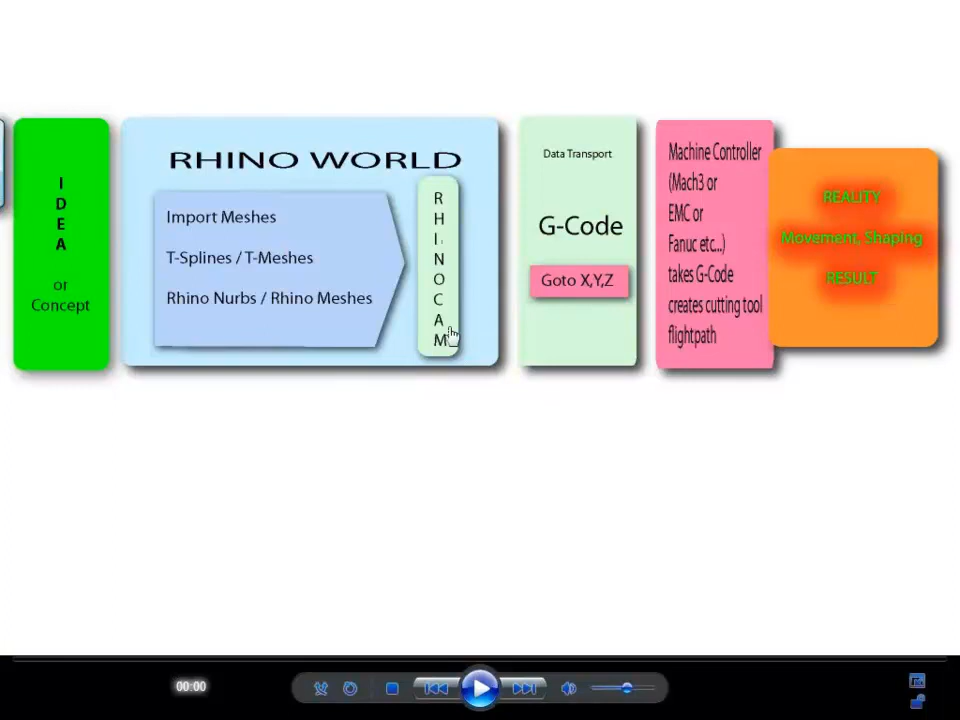 I
D
E
A
or
Concept
RHINO WORLD
Import Meshes
T-Splines / T-Meshes
Rhino Nurbs / Rhino Meshes
R
H
I
N
O
C
A
M
Data Transport
G-Code
Goto X,Y,Z
Machine Controller
(Mach3 or
EMC or
Fanuc etc...)
takes G-Code
creates cutting tool
flightpath
REALITY
Movement, Shaping
RESULT
00:00